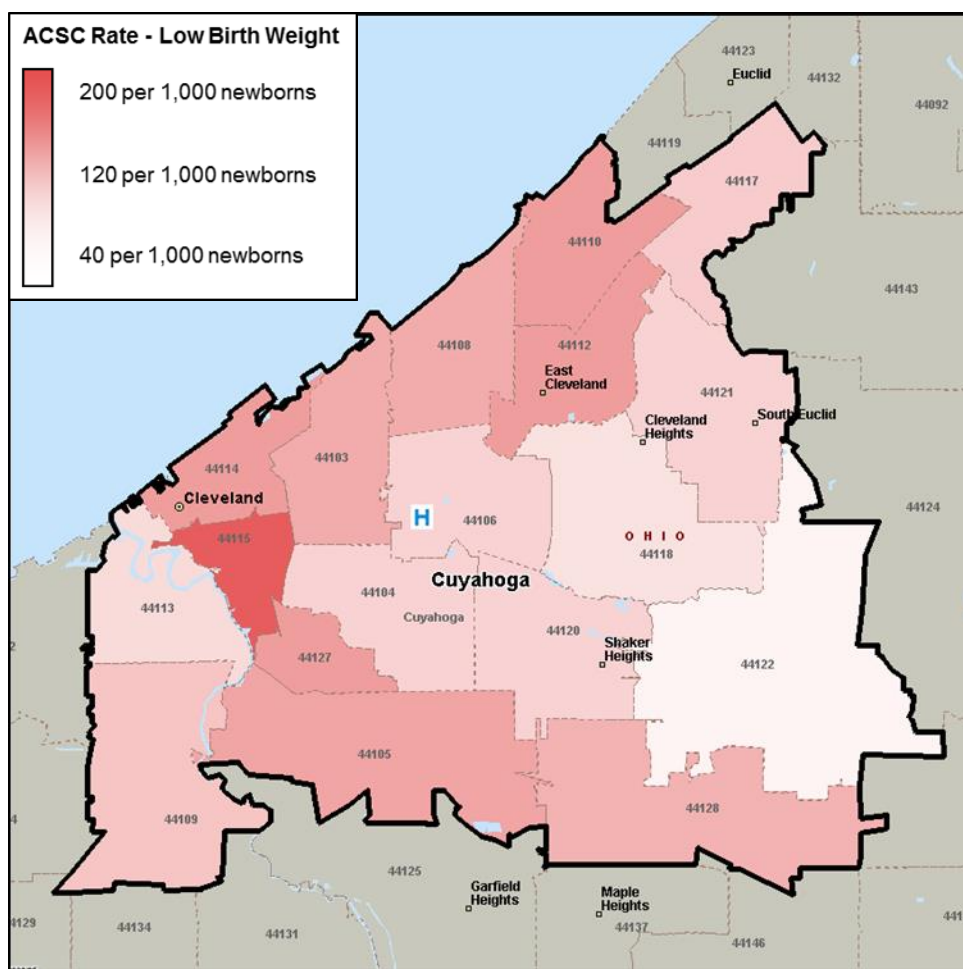 ACSC Rate - Low Birth Weight
200 per 1,000 newborns
120 per 1,000 newborns
40 per 1,000 newborns
44123
Euclid
44132
44092
44119
44117
44110
44143
44108
44112
East
Cleveland
44121
South Euclid
Cleveland
Heights
44103
44114
Cleveland
44124
H
44106
OHIO
44118
44115
Cuyahoga
44104
Cuyahoga
44113
44120
Shaker
Heights
44122
44127
44105
44128
44109
44125
Garfield
Heights
Maple
Heights
44137
44134
44131
44146